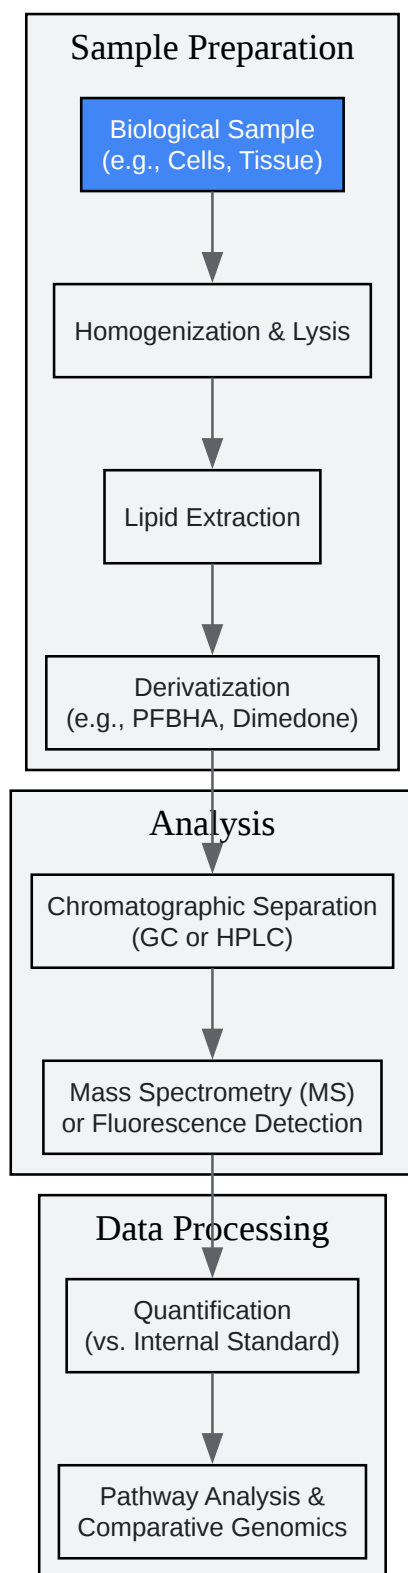 Sample Preparation
Biological Sample
(e.g., Cells, Tissue)
Homogenization & Lysis
Lipid Extraction
Derivatization
(e.g., PFBHA, Dimedone)
Analysis
Chromatographic Separation
(GC or HPLC)
Mass Spectrometry (MS)
or Fluorescence Detection
Data Processing
Quantification
(vs. Internal Standard)
Pathway Analysis &
Comparative Genomics